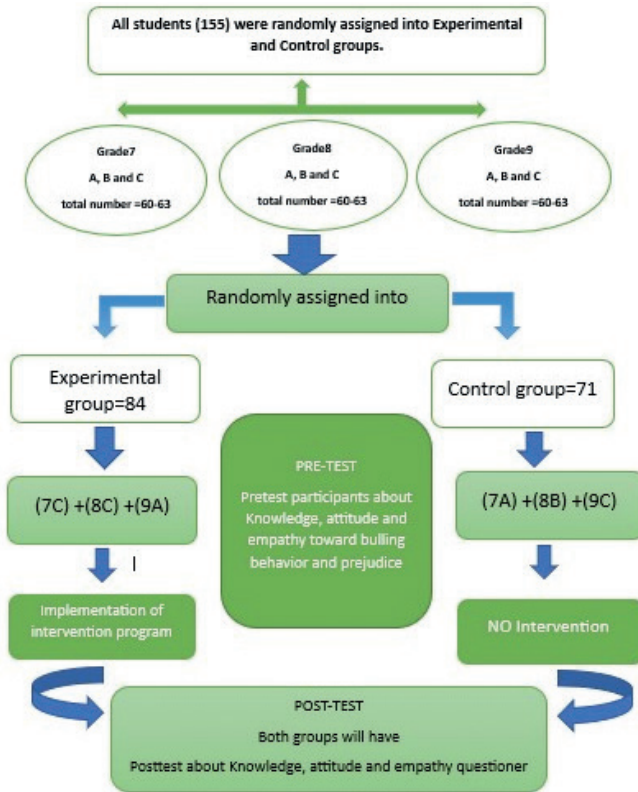 All students (155) were randomly assigned into Experimental
and Control groups.
Grade7
A, B and C
total number =60-63
Grade8
A, B and C
total number =60-63
Grade9
A, B and C
total number =60-63
Randomly assigned into
Experimental
group=84
Control group=71
PRE-TEST
Pretest participants about
Knowledge, attitude and
empathy toward bulling
behavior and prejudice
(7C) +(8C) +(9A)
(7A) +(8B) +(9C)
I
Implementation of
intervention program
NO Intervention
POST-TEST
Both groups will have
Posttest about Knowledge, attitude and empathy questioner